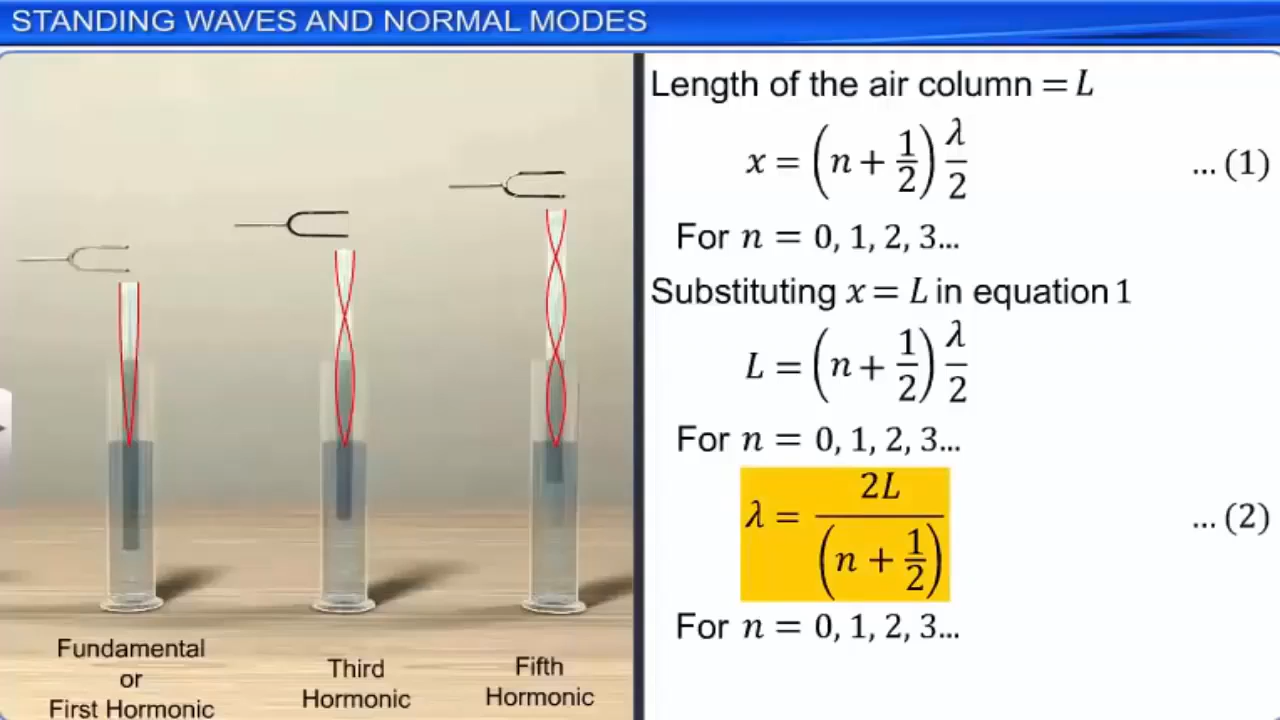 STANDING WAVES AND NORMAL MODES
Length of the air column = L
x = (n + 1/2) λ/2 ... (1)
For n = 0, 1, 2, 3...
Substituting x = L in equation 1
L = (n + 1/2) λ/2
For n = 0, 1, 2, 3...
λ = 2L/(n + 1/2) ... (2)
For n = 0, 1, 2, 3...
Fundamental
or
First Hormonic
Third
Hormonic
Fifth
Hormonic